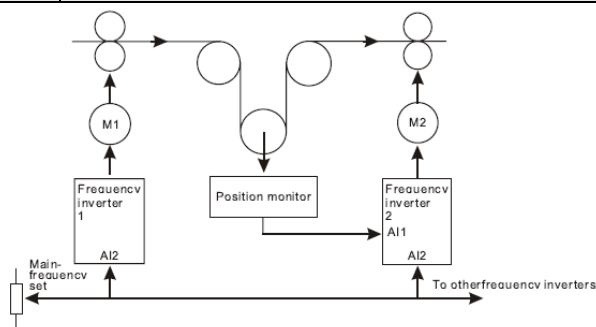 M1
M2
Frequency
inverter
1
AI2
Position monitor
Frequency
inverter
2
AI1
AI2
Main-
frequency
set
To otherfrequency inverters